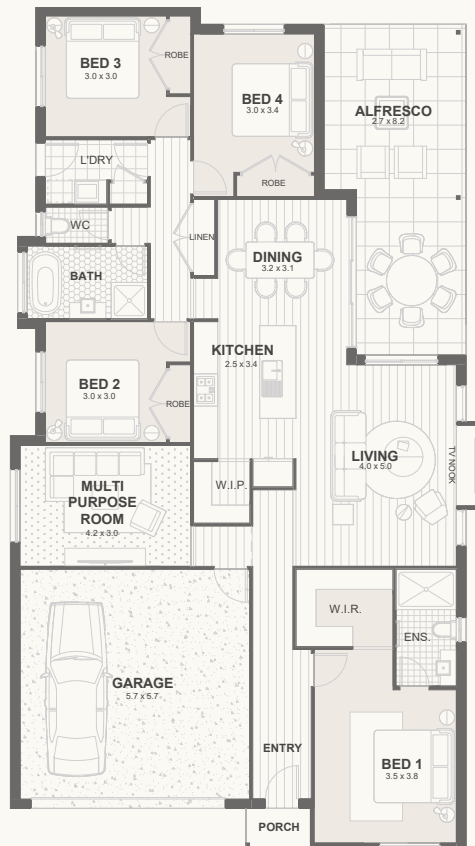 BED 3
3.0 x 3.0
ROBE
BED 4
3.0 x 3.4
ROBE
ALFRESCO
2.7 x 8.2
L'DRY
WC
LINEN
BATH
DINING
3.2 x 3.1
KITCHEN
2.5 x 3.4
BED 2
3.0 x 3.0
ROBE
LIVING
4.0 x 5.0
TV NOOK
MULTI
PURPOSE
ROOM
4.2 x 3.0
W.I.P.
W.I.R.
ENS.
GARAGE
5.7 x 5.7
ENTRY
BED 1
3.5 x 3.8
PORCH